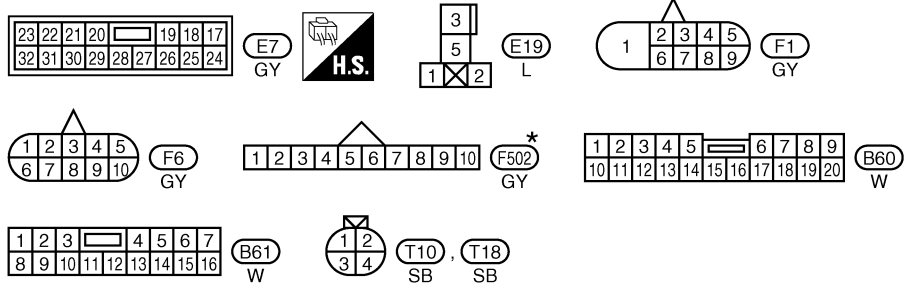 23 22 21 20 19 18 17
32 31 30 29 28 27 26 25 24
E7
GY
H.S.
3
5
1 2
E19
L
1 2 3 4 5
6 7 8 9
F1
GY
1 2 3 4 5
6 7 8 9 10
F6
GY
1 2 3 4 5 6 7 8 9 10
*
F502
GY
1 2 3 4 5 6 7 8 9
10 11 12 13 14 15 16 17 18 19 20
B60
W
1 2 3 4 5 6 7
8 9 10 11 12 13 14 15 16
B61
W
1 2
3 4
T10 , T18
SB SB